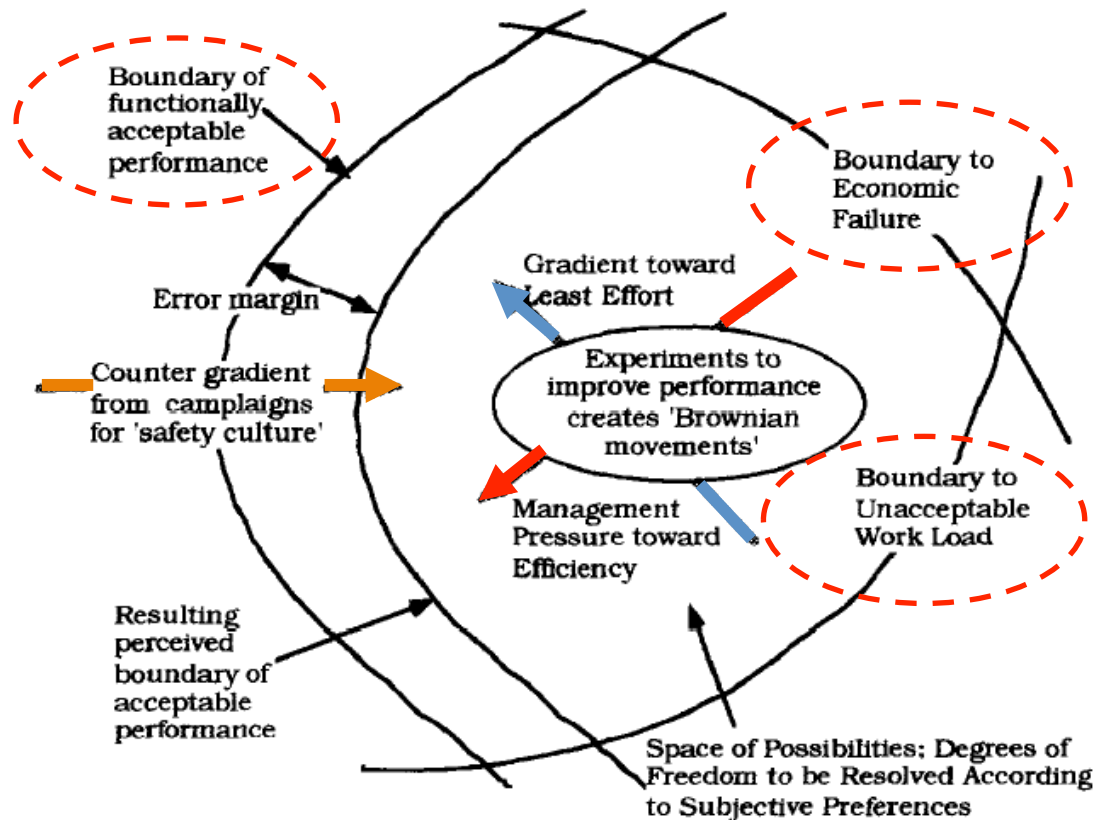 Boundary of
functionally
acceptable
performance
Boundary to
Economic
Failure
Gradient toward
Least Effort
Error margin
Experiments to
improve performance
creates 'Brownian
movements'
Counter gradient
from camplaigns
for 'safety culture'
Boundary to
Unacceptable
Work Load
Management
Pressure toward
Efficiency
Resulting
perceived
boundary of
acceptable
performance
Space of Possibilities; Degrees of
Freedom to be Resolved According
to Subjective Preferences